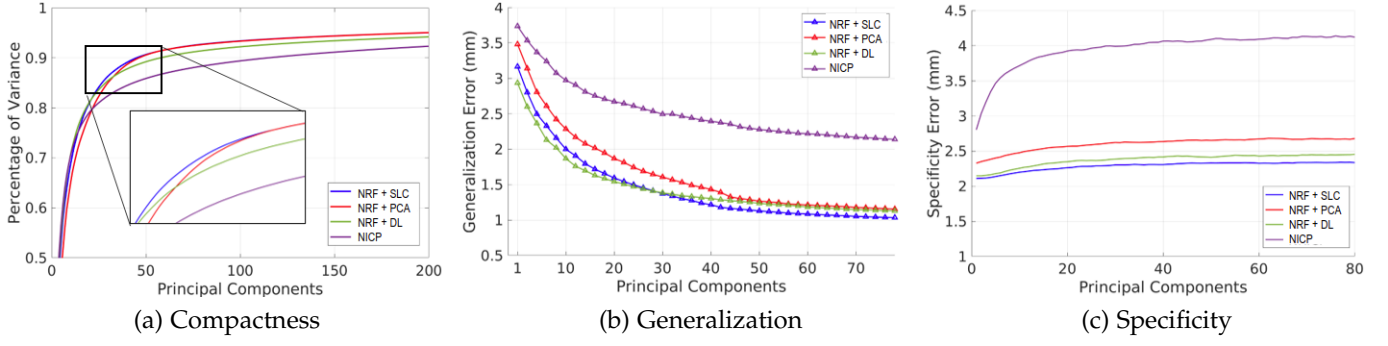 1
0.9
0.8
0.7
0.6
0.5
Percentage of Variance
NRF + SLC
NRF + PCA
NRF + DL
NICP
0 50 100 150 200
Principal Components
(a) Compactness
4
3.5
3
2.5
2
1.5
1
0.5
Generalization Error (mm)
NRF + SLC
NRF + PCA
NRF + DL
NICP
1 10 20 30 40 50 60 70
Principal Components
(b) Generalization
4.5
4
3.5
3
2.5
2
1.5
1
Specificity Error (mm)
NRF + SLC
NRF + PCA
NRF + DL
NICP
0 20 40 60 80
Principal Components
(c) Specificity